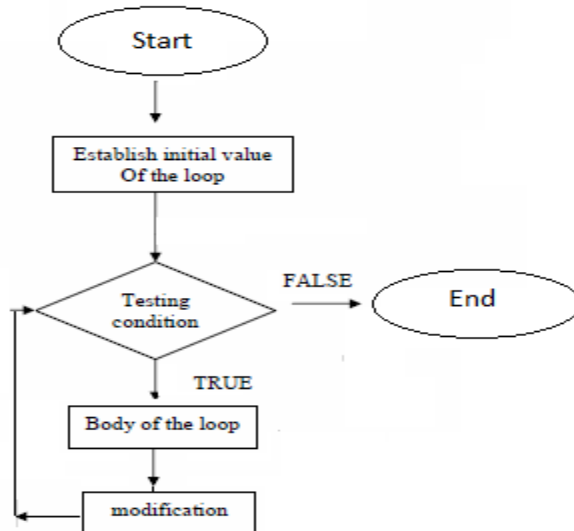 Start
Establish initial value
Of the loop
Testing
condition
FALSE
End
TRUE
Body of the loop
modification